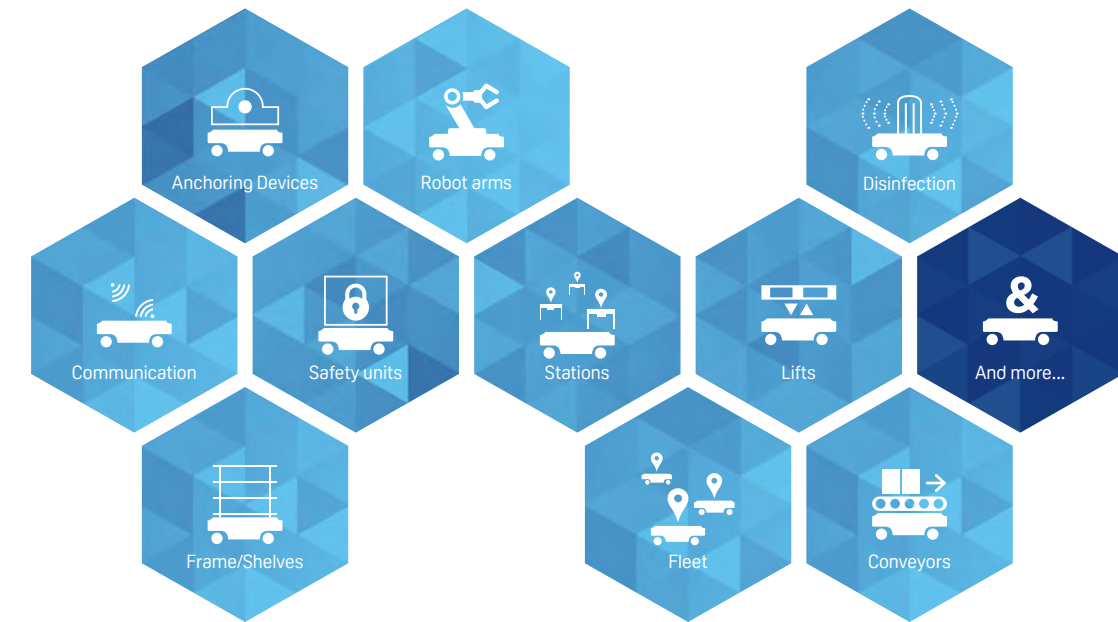 Anchoring Devices
Robot arms
Disinfection
Communication
Safety units
Stations
Lifts
&
And more...
Frame/Shelves
Fleet
Conveyors